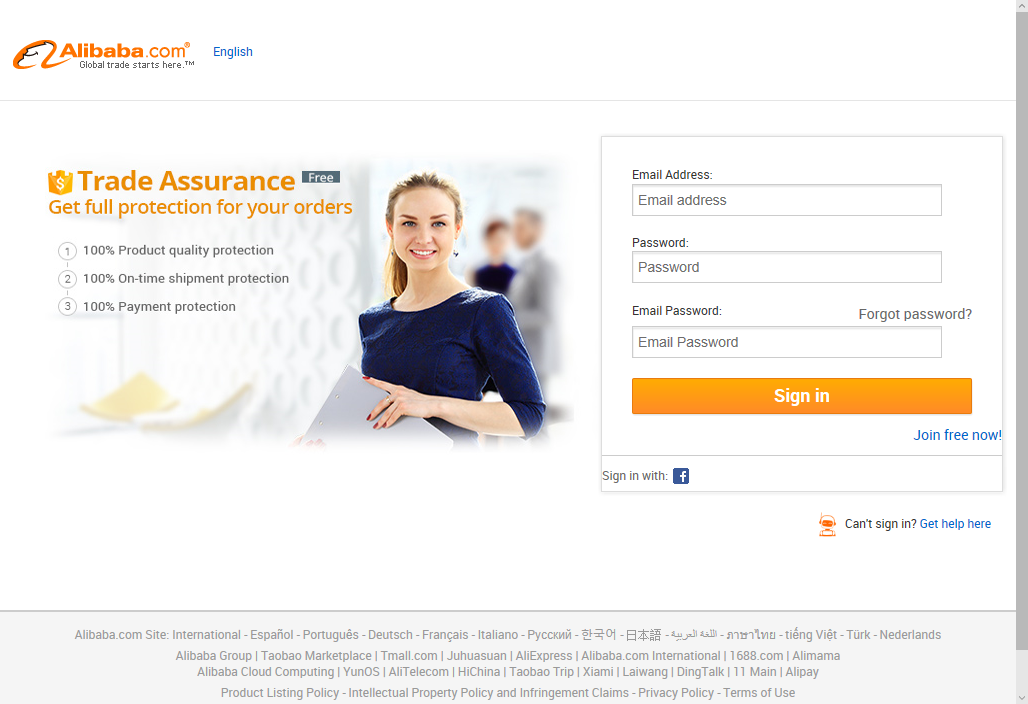 Alibaba.com®
Global trade starts here.™
English
Trade Assurance Free
Get full protection for your orders
1 100% Product quality protection
2 100% On-time shipment protection
3 100% Payment protection
Email Address:
Email address
Password:
Password
Email Password:
Forgot password?
Email Password
Sign in
Join free now!
Sign in with:
Can't sign in? Get help here
Alibaba.com Site: International - Español - Português - Deutsch - Français - Italiano - Русский - 한국어 - 日本語 - اللغة العربية - ภาษาไทย - tiếng Việt - Türk - Nederlands
Alibaba Group | Taobao Marketplace | Tmall.com | Juhuasuan | AliExpress | Alibaba.com International | 1688.com | Alimama
Alibaba Cloud Computing | YunOS | AliTelecom | HiChina | Taobao Trip | Xiami | Laiwang | DingTalk | 11 Main | Alipay
Product Listing Policy - Intellectual Property Policy and Infringement Claims - Privacy Policy - Terms of Use